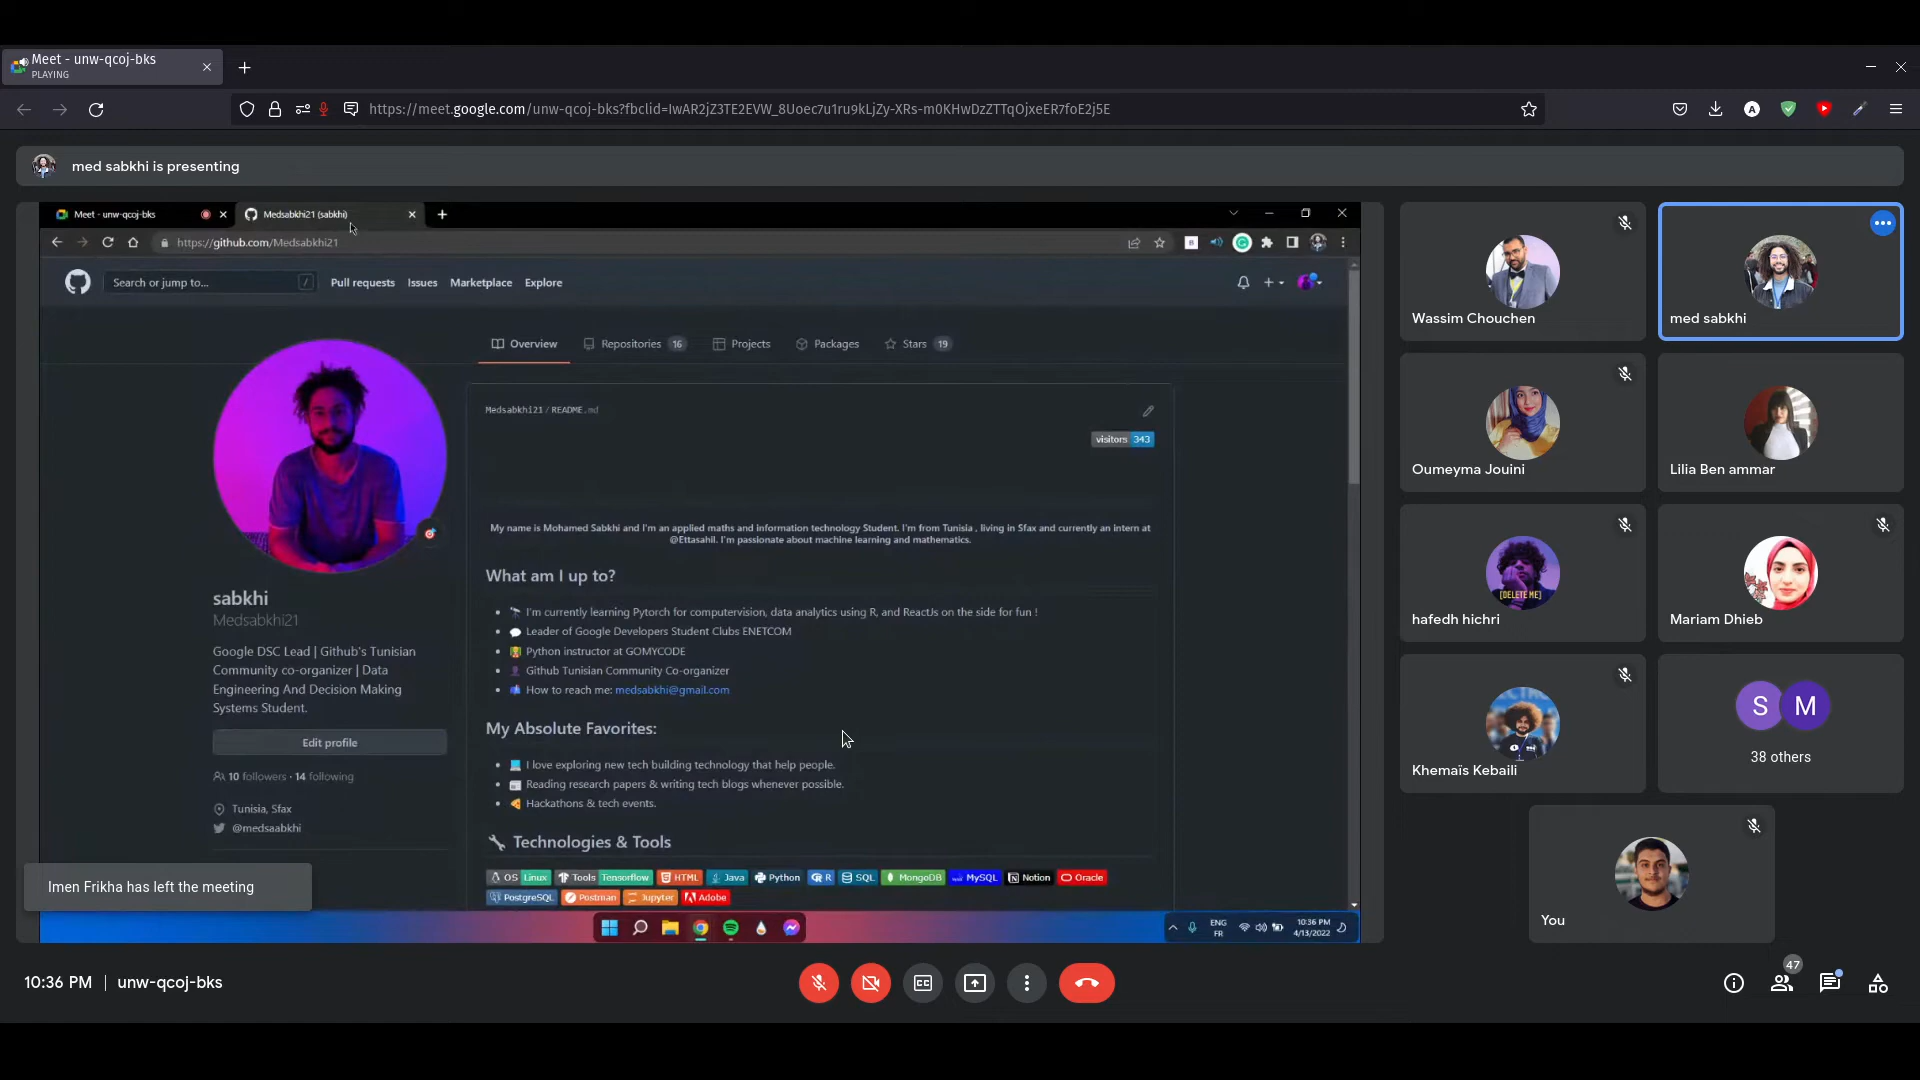 Meet - unw-qcoj-bks
PLAYING
https://meet.google.com/unw-qcoj-bks?fbclid=IwAR2jZ3TE2EVW_8Uoec7u1ru9kLjZy-XRs-m0KHwDzZTTqOjxeER7foE2j5E
A
med sabkhi is presenting
Meet - unw-qcoj-bks
Medsabkhi21 (sabkhi)
https://github.com/Medsabkhi21
Search or jump to...
/
Pull requests
Issues
Marketplace
Explore
Overview
Repositories 16
Projects
Packages
Stars 19
Medsabkhi21 / README.md
visitors 343
My name is Mohamed Sabkhi and I'm an applied maths and information technology Student. I'm from Tunisia , living in Sfax and currently an intern at
@Ettasahil. I'm passionate about machine learning and mathematics.
What am I up to?
I'm currently learning Pytorch for computervision, data analytics using R, and ReactJs on the side for fun !
Leader of Google Developers Student Clubs ENETCOM
Python instructor at GOMYCODE
Github Tunisian Community Co-organizer
How to reach me: medsabkhi@gmail.com
My Absolute Favorites:
I love exploring new tech building technology that help people.
Reading research papers & writing tech blogs whenever possible.
Hackathons & tech events.
Technologies & Tools
OS Linux
Tools Tensorflow
HTML
Java
Python
R
SQL
MongoDB
MySQL
Notion
Oracle
PostgreSQL
Postman
Jupyter
Adobe
sabkhi
Medsabkhi21
Google DSC Lead | Github's Tunisian
Community co-organizer | Data
Engineering And Decision Making
Systems Student.
Edit profile
10 followers · 14 following
Tunisia, Sfax
@medsaabkhi
Imen Frikha has left the meeting
ENG
FR
10:36 PM
4/13/2022
Wassim Chouchen
med sabkhi
Oumeyma Jouini
Lilia Ben ammar
[DELETE ME]
hafedh hichri
Mariam Dhieb
Khemaïs Kebaili
S
M
38 others
You
10:36 PM
unw-qcoj-bks
47